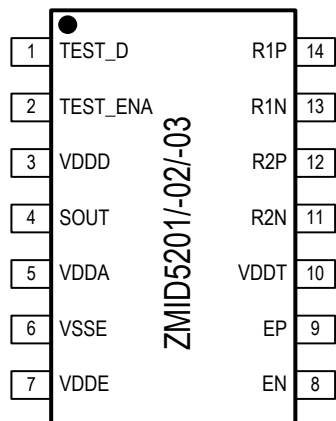 1 TEST_D R1P 14
2 TEST_ENA R1N 13
3 VDDD R2P 12
4 SOUT R2N 11
5 VDDA VDDT 10
6 VSSE EP 9
7 VDDE EN 8
ZMID5201/-02/-03